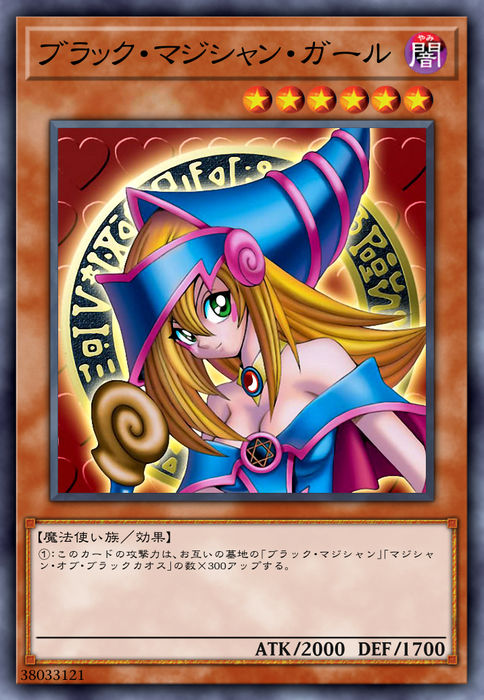 ブラック・マジシャン・ガール
やみ
闇
【魔法使い族／効果】
①：このカードの攻撃力は、お互いの墓地の「ブラック・マジシャン」「マジシャ
ン・オブ・ブラックカオス」の数×300アップする。
ATK/2000 DEF/1700
38033121